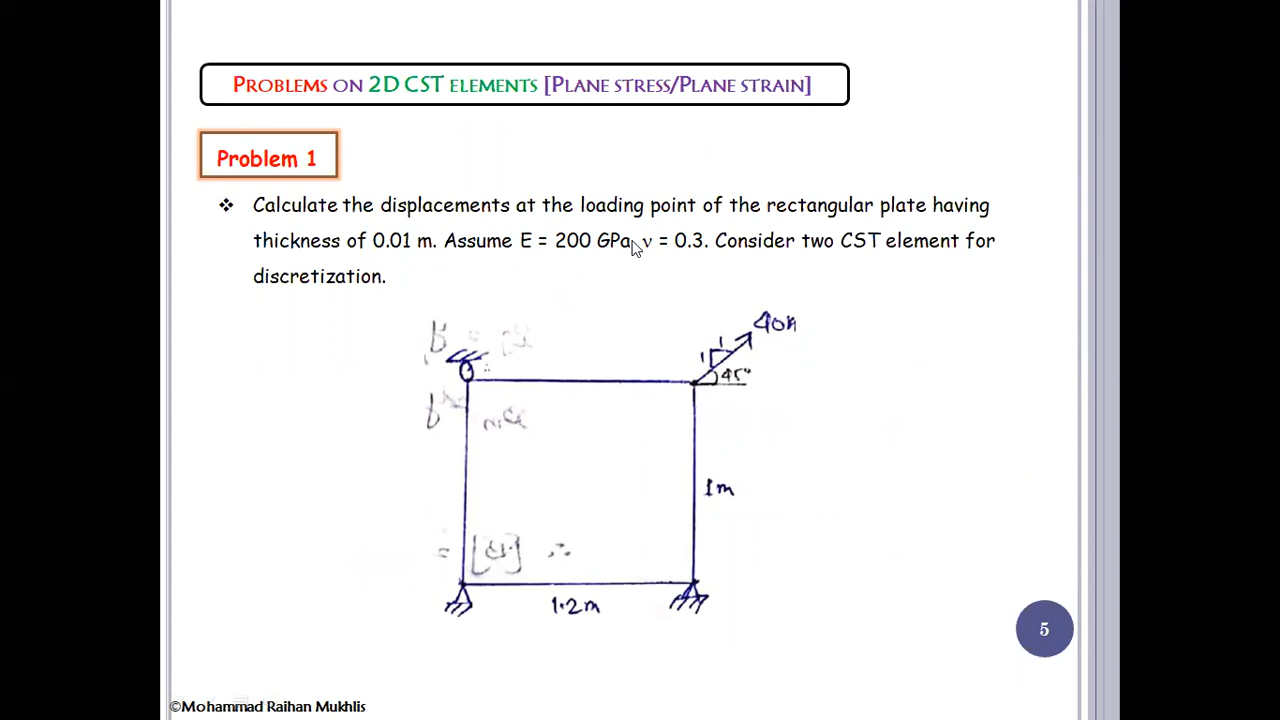 PROBLEMS ON 2D CST ELEMENTS [PLANE STRESS/PLANE STRAIN]
Problem 1
❖ Calculate the displacements at the loading point of the rectangular plate having
thickness of 0.01 m. Assume E = 200 GPa, ν = 0.3. Consider two CST element for
discretization.
1
1
45°
1m
1.2m
5
©Mohammad Raihan Mukhlis